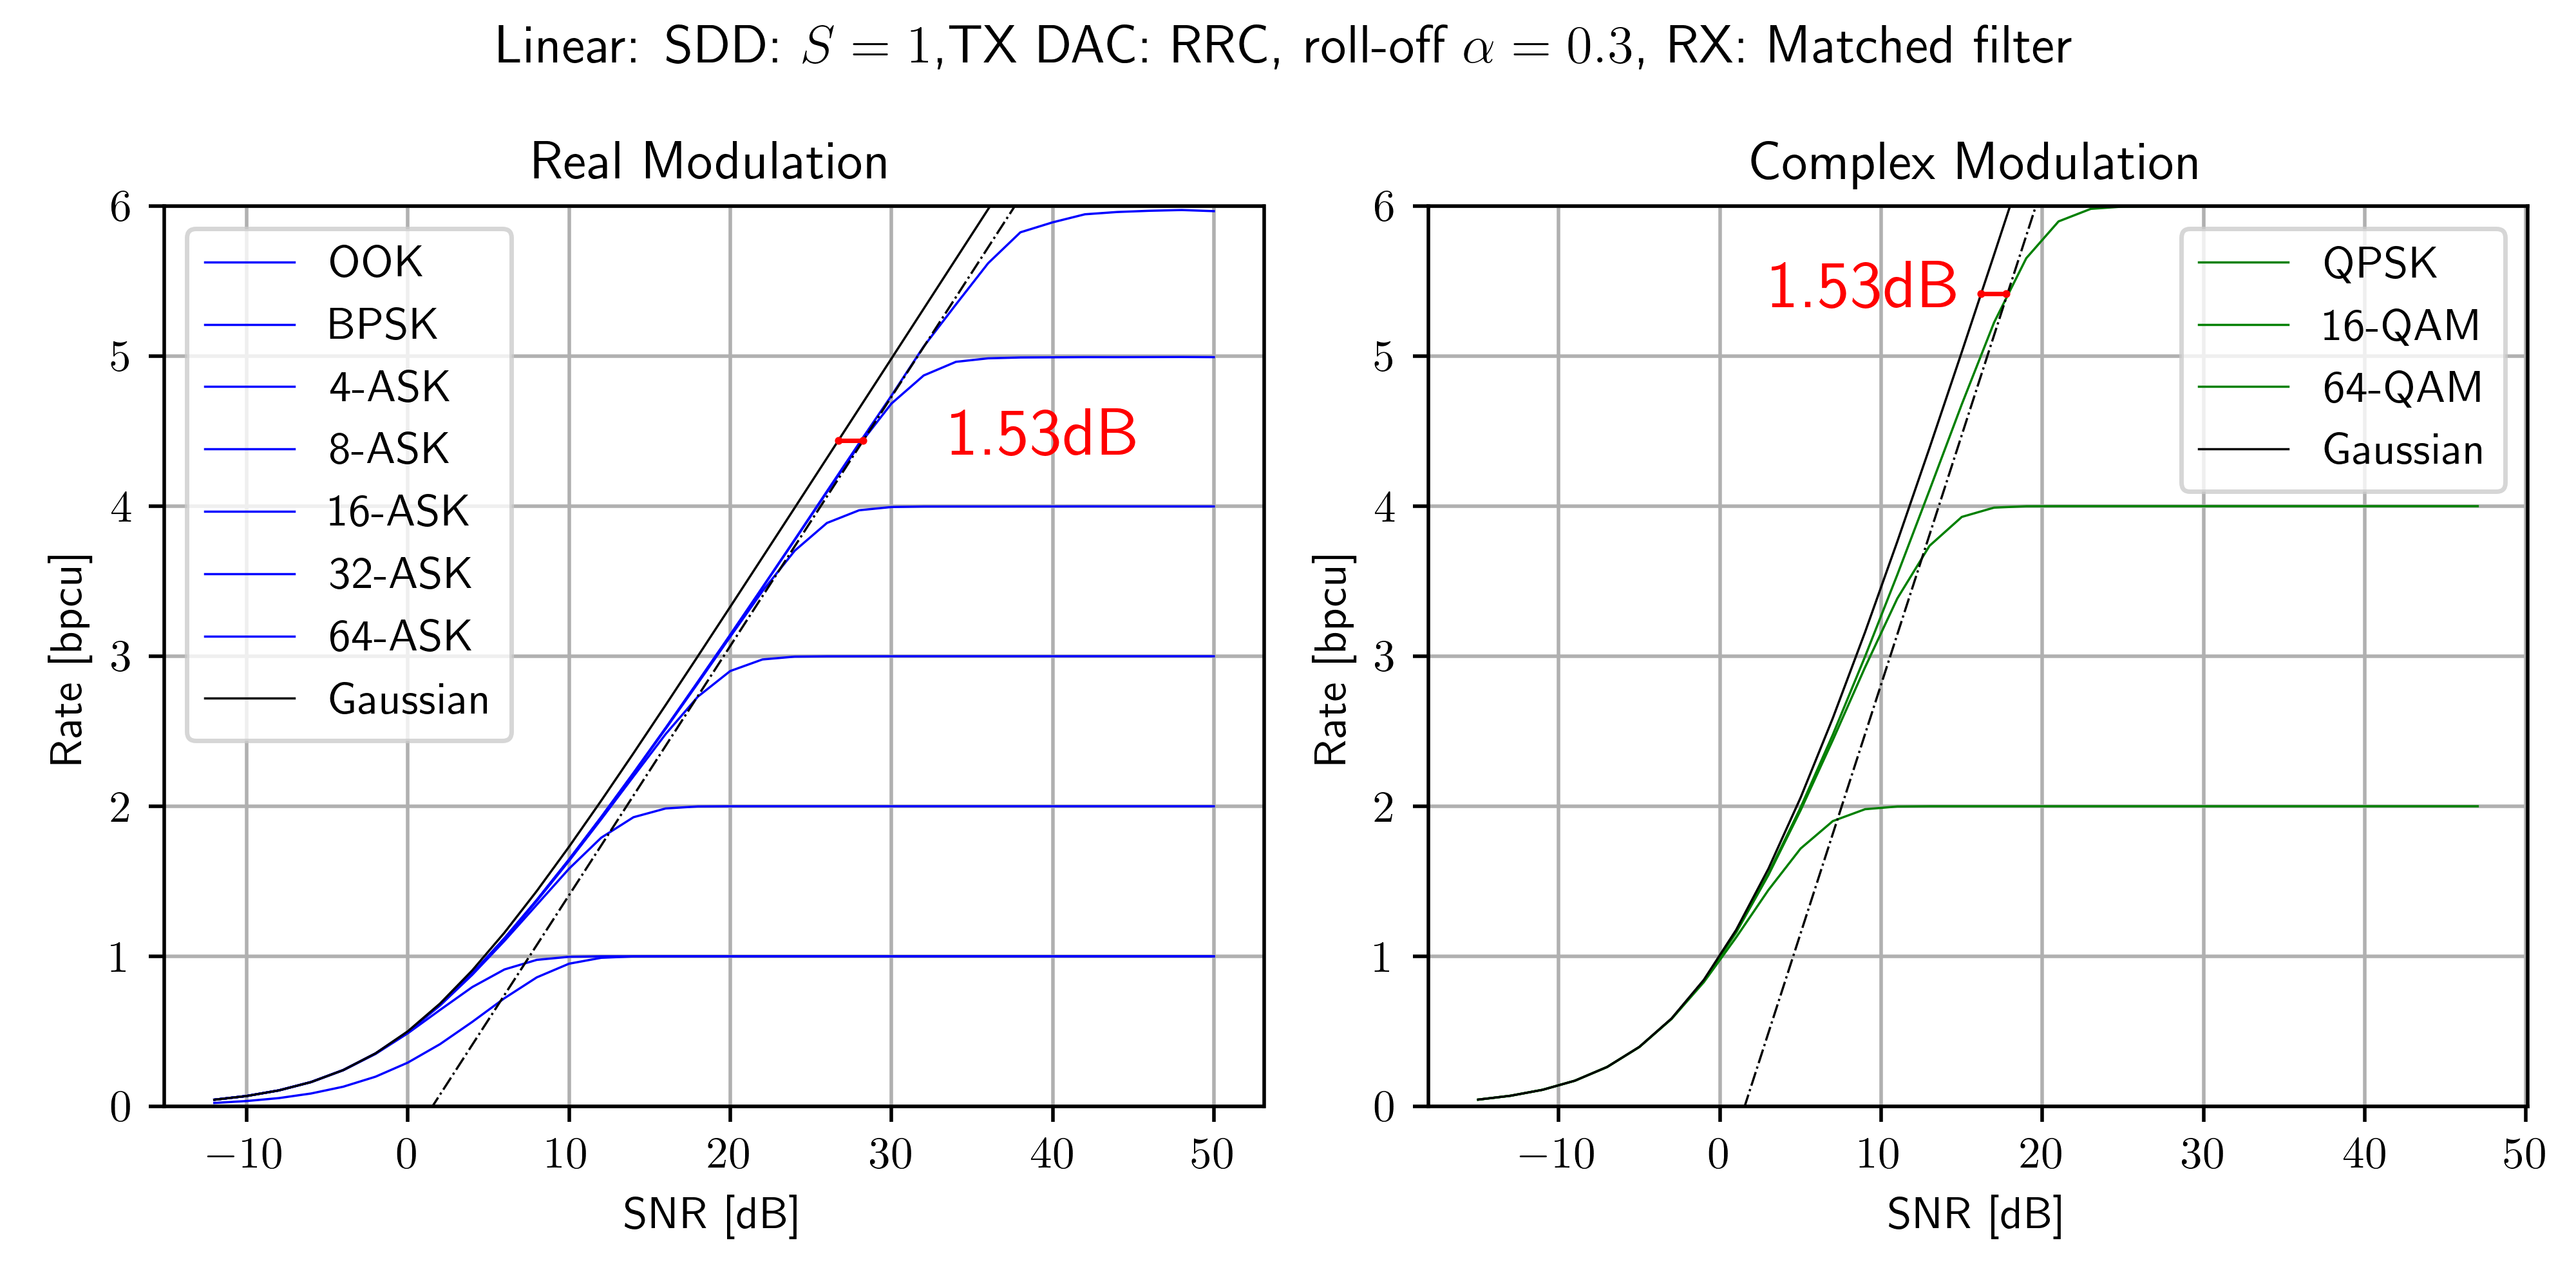 Linear: SDD: S = 1,TX DAC: RRC, roll-off α = 0.3, RX: Matched filter
Real Modulation
6
5
4
3
2
1
0
Rate [bpcu]
OOK
BPSK
4-ASK
8-ASK
16-ASK
32-ASK
64-ASK
Gaussian
1.53dB
−10 0 10 20 30 40 50
SNR [dB]
Complex Modulation
6
5
4
3
2
1
0
Rate [bpcu]
1.53dB
QPSK
16-QAM
64-QAM
Gaussian
−10 0 10 20 30 40 50
SNR [dB]